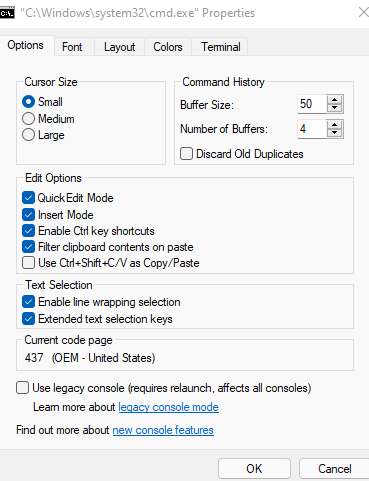 "C:\Windows\system32\cmd.exe" Properties
Options Font Layout Colors Terminal
Cursor Size
Small
Medium
Large
Command History
Buffer Size: 50
Number of Buffers: 4
Discard Old Duplicates
Edit Options
QuickEdit Mode
Insert Mode
Enable Ctrl key shortcuts
Filter clipboard contents on paste
Use Ctrl+Shift+C/V as Copy/Paste
Text Selection
Enable line wrapping selection
Extended text selection keys
Current code page
437 (OEM - United States)
Use legacy console (requires relaunch, affects all consoles)
Learn more about legacy console mode
Find out more about new console features
OK Cancel